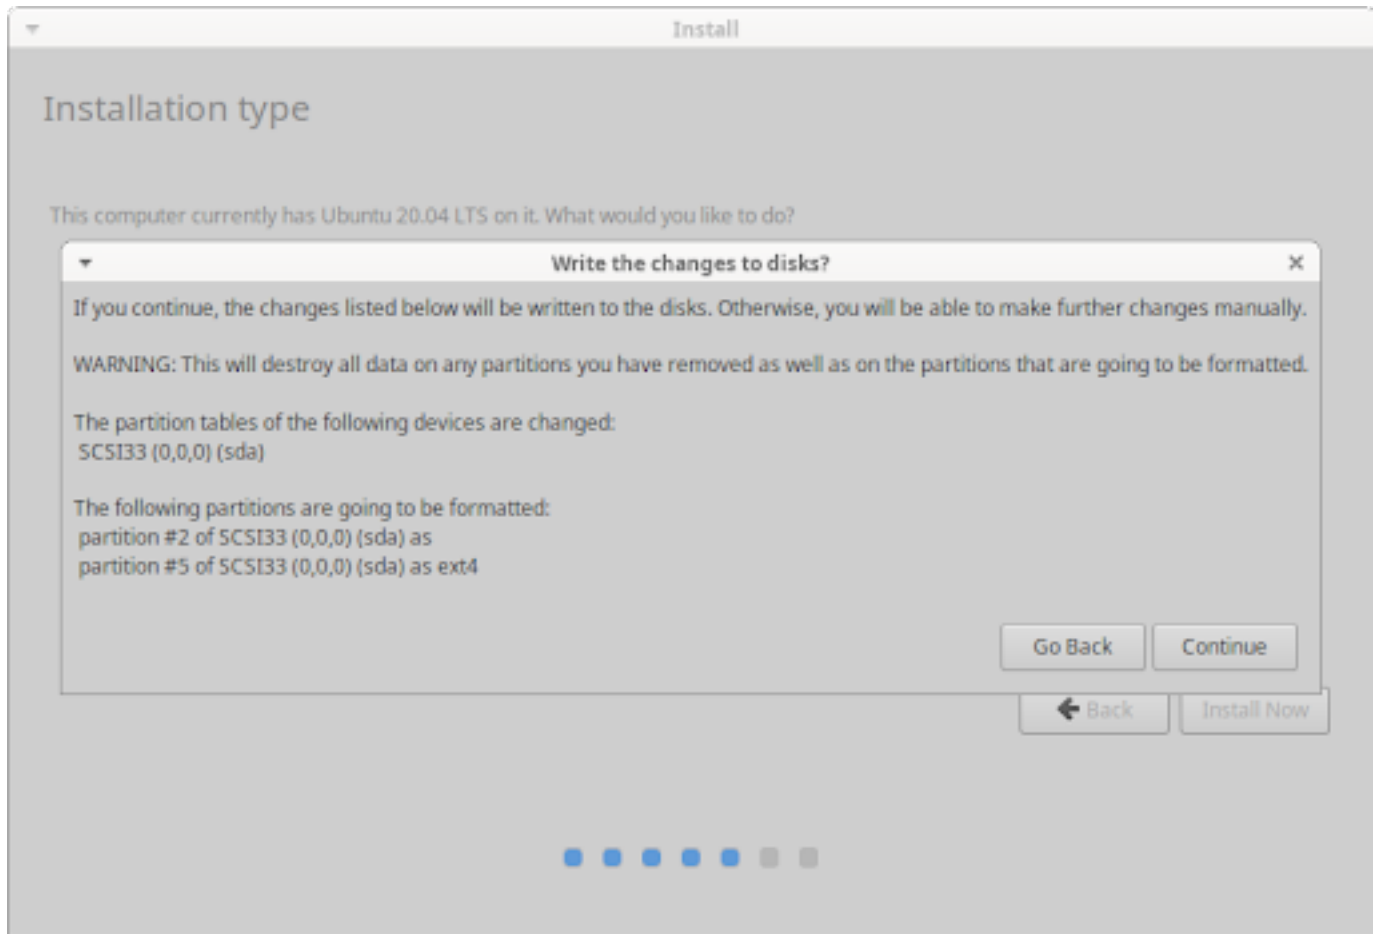 Install
Installation type
This computer currently has Ubuntu 20.04 LTS on it. What would you like to do?
Write the changes to disks?
If you continue, the changes listed below will be written to the disks. Otherwise, you will be able to make further changes manually.
WARNING: This will destroy all data on any partitions you have removed as well as on the partitions that are going to be formatted.
The partition tables of the following devices are changed:
SCSI33 (0,0,0) (sda)
The following partitions are going to be formatted:
partition #2 of SCSI33 (0,0,0) (sda) as
partition #5 of SCSI33 (0,0,0) (sda) as ext4
Go Back Continue
Back Install Now